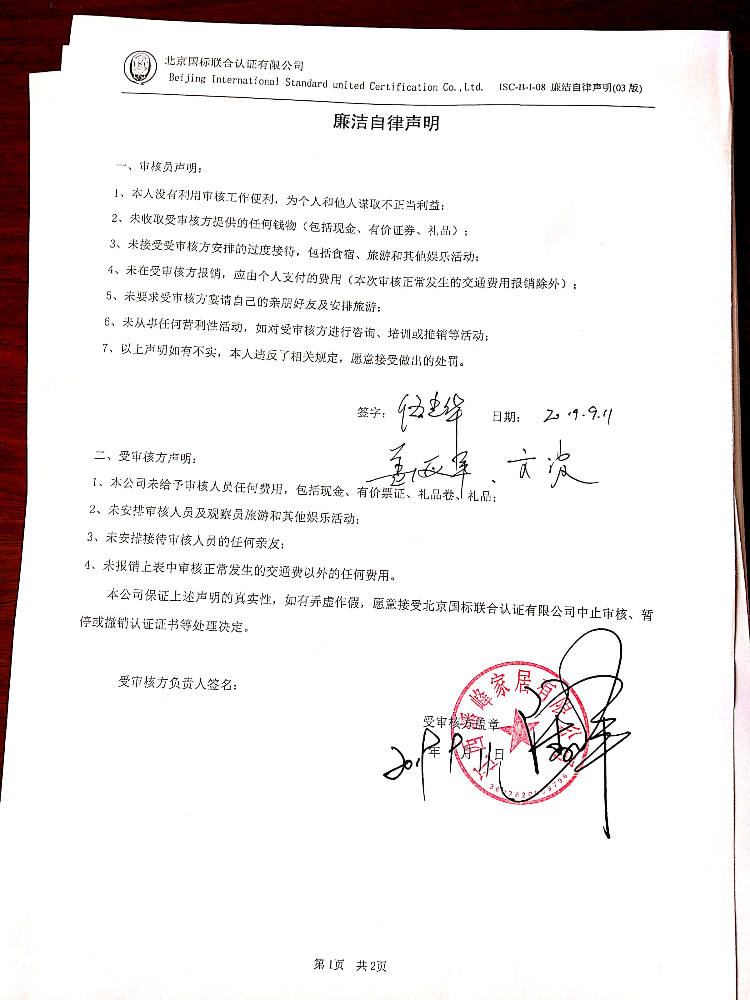 北京国标联合认证有限公司
Beijing International Standard united Certification Co.,Ltd. ISC-B-I-08 廉洁自律声明(03 版)
廉洁自律声明
一、审核员声明：
1、本人没有利用审核工作便利，为个人和他人谋取不正当利益；
2、未收取受审核方提供的任何钱物（包括现金、有价证券、礼品）；
3、未接受受审核方安排的过度接待，包括食宿、旅游和其他娱乐活动；
4、未在受审核方报销，应由个人支付的费用（本次审核正常发生的交通费用报销除外）；
5、未要求受审核方宴请自己的亲朋好友及安排旅游；
6、未从事任何营利性活动，如对受审核方进行咨询、培训或推销等活动；
7、以上声明如有不实，本人违反了相关规定，愿意接受做出的处罚。
签字： 伍建华 日期： 2019.9.11
二、受审核方声明：
1、本公司未给予审核人员任何费用，包括现金、有价票证、礼品卷、礼品；
2、未安排审核人员及观察员旅游和其他娱乐活动；
3、未安排接待审核人员的任何亲友；
4、未报销上表中审核正常发生的交通费以外的任何费用。
本公司保证上述声明的真实性，如有弄虚作假，愿意接受北京国标联合认证有限公司中止审核、暂
停或撤销认证证书等处理决定。
受审核方负责人签名：
峰家居有限公
受审核方盖章
2019年9月11日
第1页 共2页